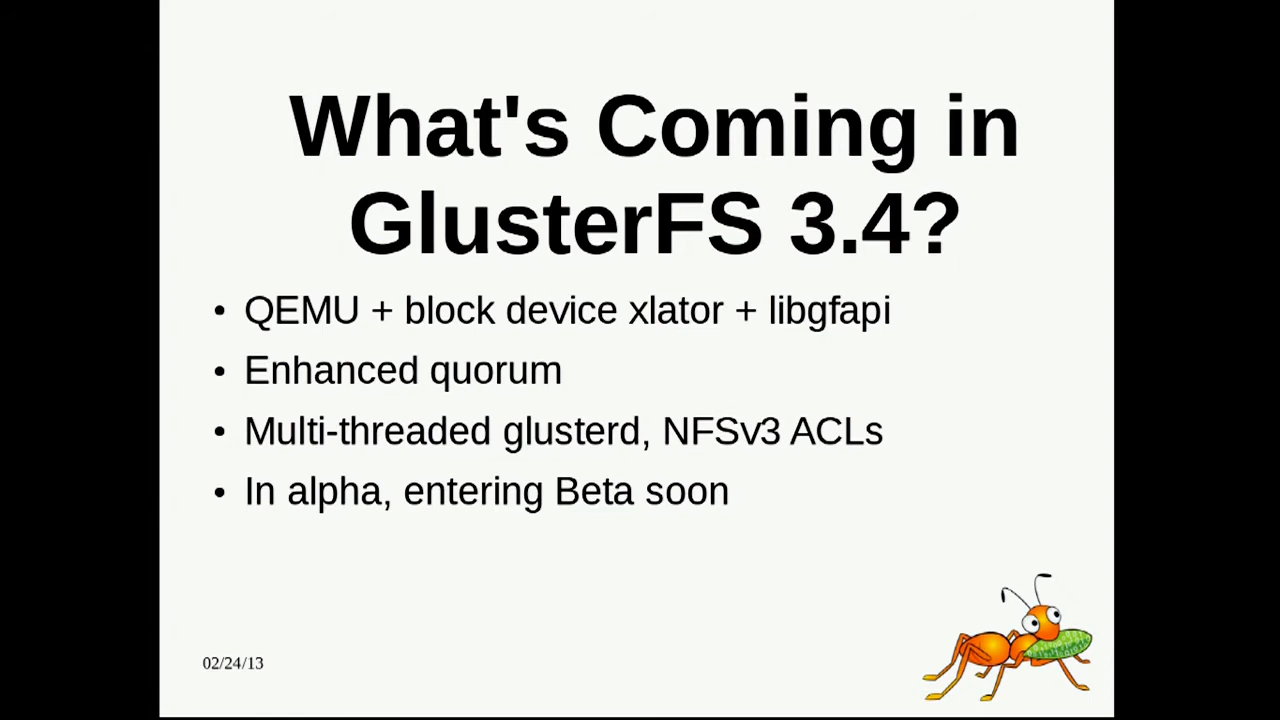 What's Coming in
GlusterFS 3.4?
• QEMU + block device xlator + libgfapi
• Enhanced quorum
• Multi-threaded glusterd, NFSv3 ACLs
• In alpha, entering Beta soon
02/24/13